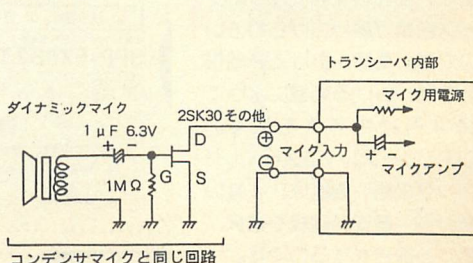 トランシーバ内部
マイク用電源
ダイナミックマイク
2SK30その他
1μF 6.3V
+ −
D
⊕
マイク入力
+ −
マイクアンプ
1MΩ
G
S
⊖
コンデンサマイクと同じ回路